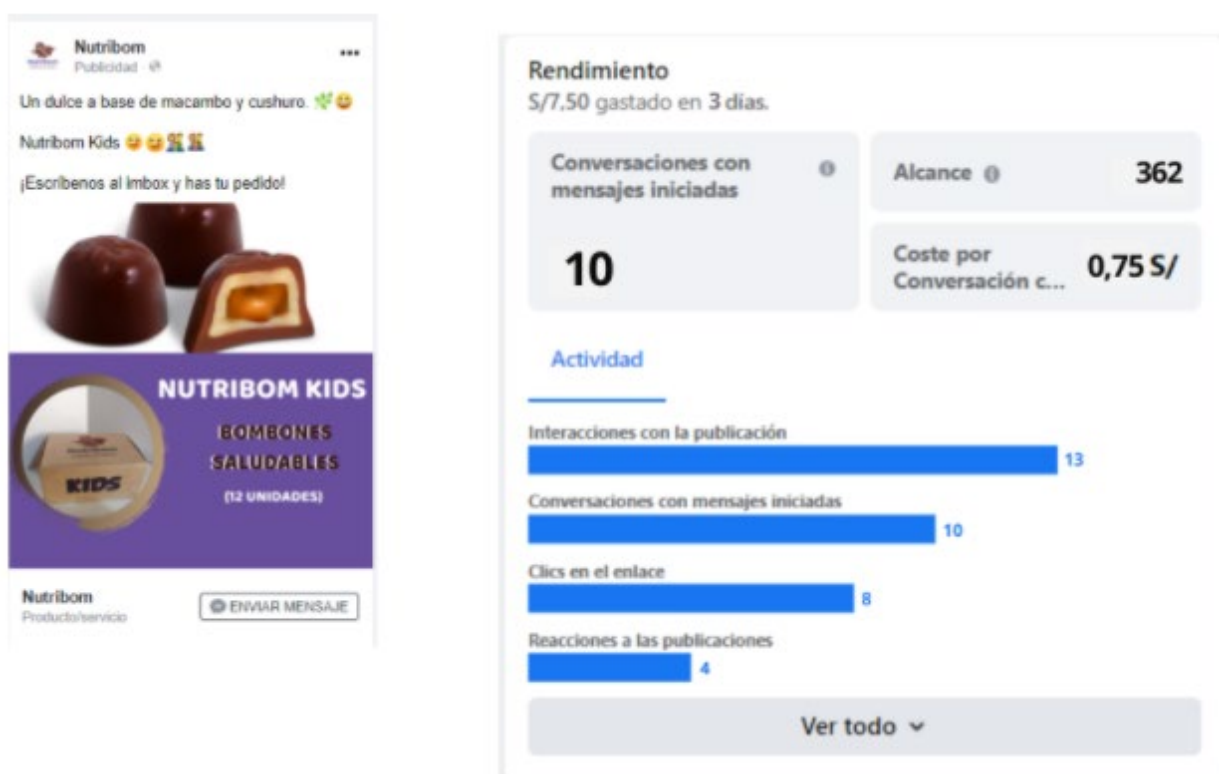 Nutribom
Publicidad
Un dulce a base de macambo y cushuro. 🌿😀
Nutribom Kids
¡Escríbenos al imbox y has tu pedido!
NUTRIBOM KIDS
BOMBONES
SALUDABLES
(12 UNIDADES)
KIDS
Nutribom
Producto/servicio
ENVIAR MENSAJE
Rendimiento
S/7,50 gastado en 3 días.
Conversaciones con
mensajes iniciadas
10
Alcance
362
Coste por
Conversación c...
0,75 S/
Actividad
Interacciones con la publicación
13
Conversaciones con mensajes iniciadas
10
Clics en el enlace
8
Reacciones a las publicaciones
4
Ver todo